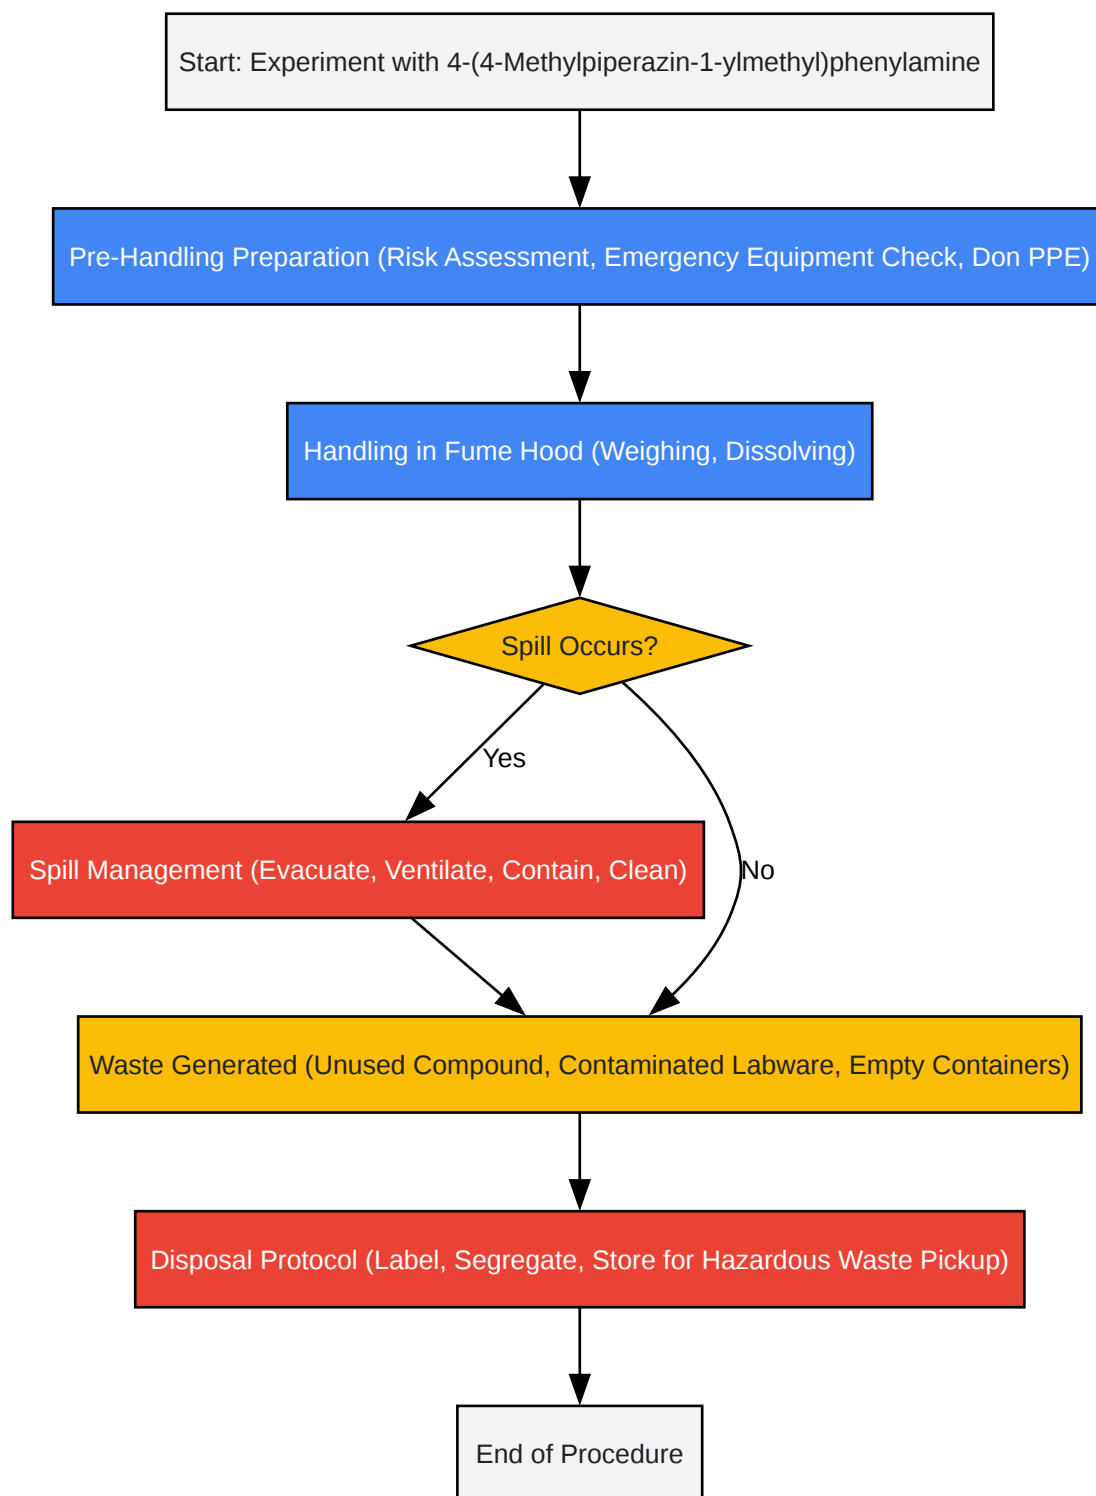 Start: Experiment with 4-(4-Methylpiperazin-1-ylmethyl)phenylamine
Pre-Handling Preparation (Risk Assessment, Emergency Equipment Check, Don PPE)
Handling in Fume Hood (Weighing, Dissolving)
Spill Occurs?
Yes
Spill Management (Evacuate, Ventilate, Contain, Clean)
No
Waste Generated (Unused Compound, Contaminated Labware, Empty Containers)
Disposal Protocol (Label, Segregate, Store for Hazardous Waste Pickup)
End of Procedure